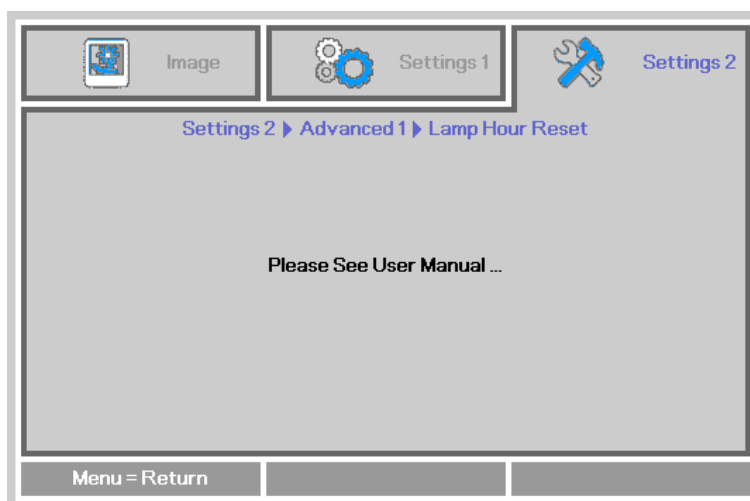 Image
Settings 1
Settings 2
Settings 2 ▶ Advanced 1 ▶ Lamp Hour Reset
Please See User Manual ...
Menu = Return